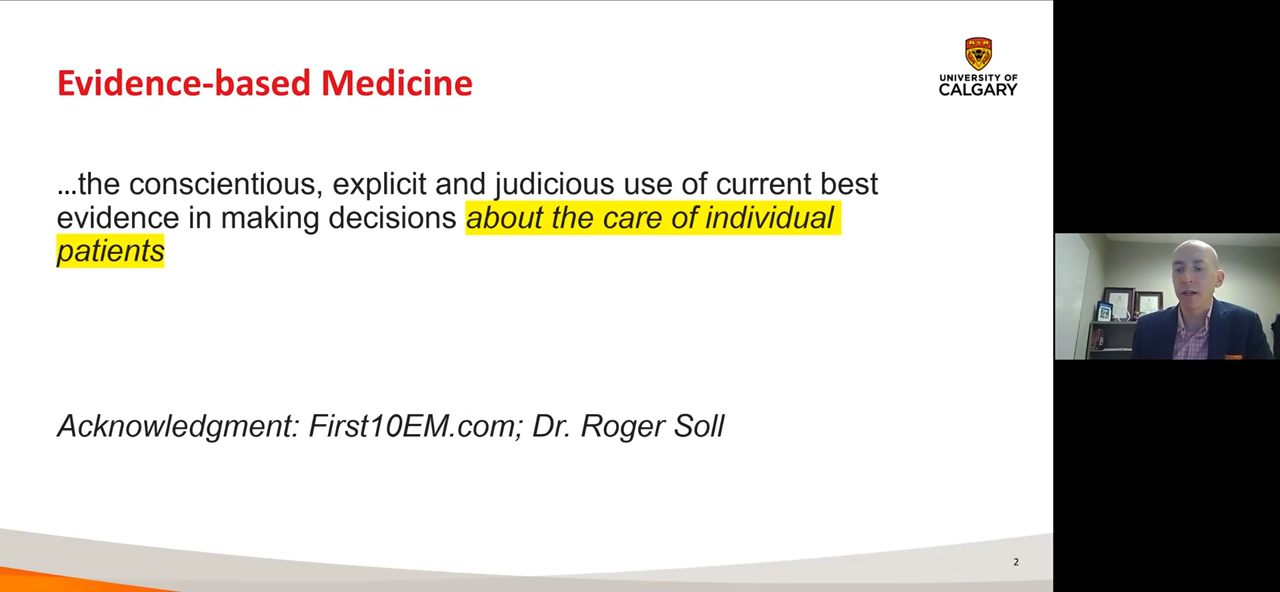 Evidence-based Medicine
UNIVERSITY OF
CALGARY
…the conscientious, explicit and judicious use of current best
evidence in making decisions about the care of individual
patients
Acknowledgment: First10EM.com; Dr. Roger Soll
2